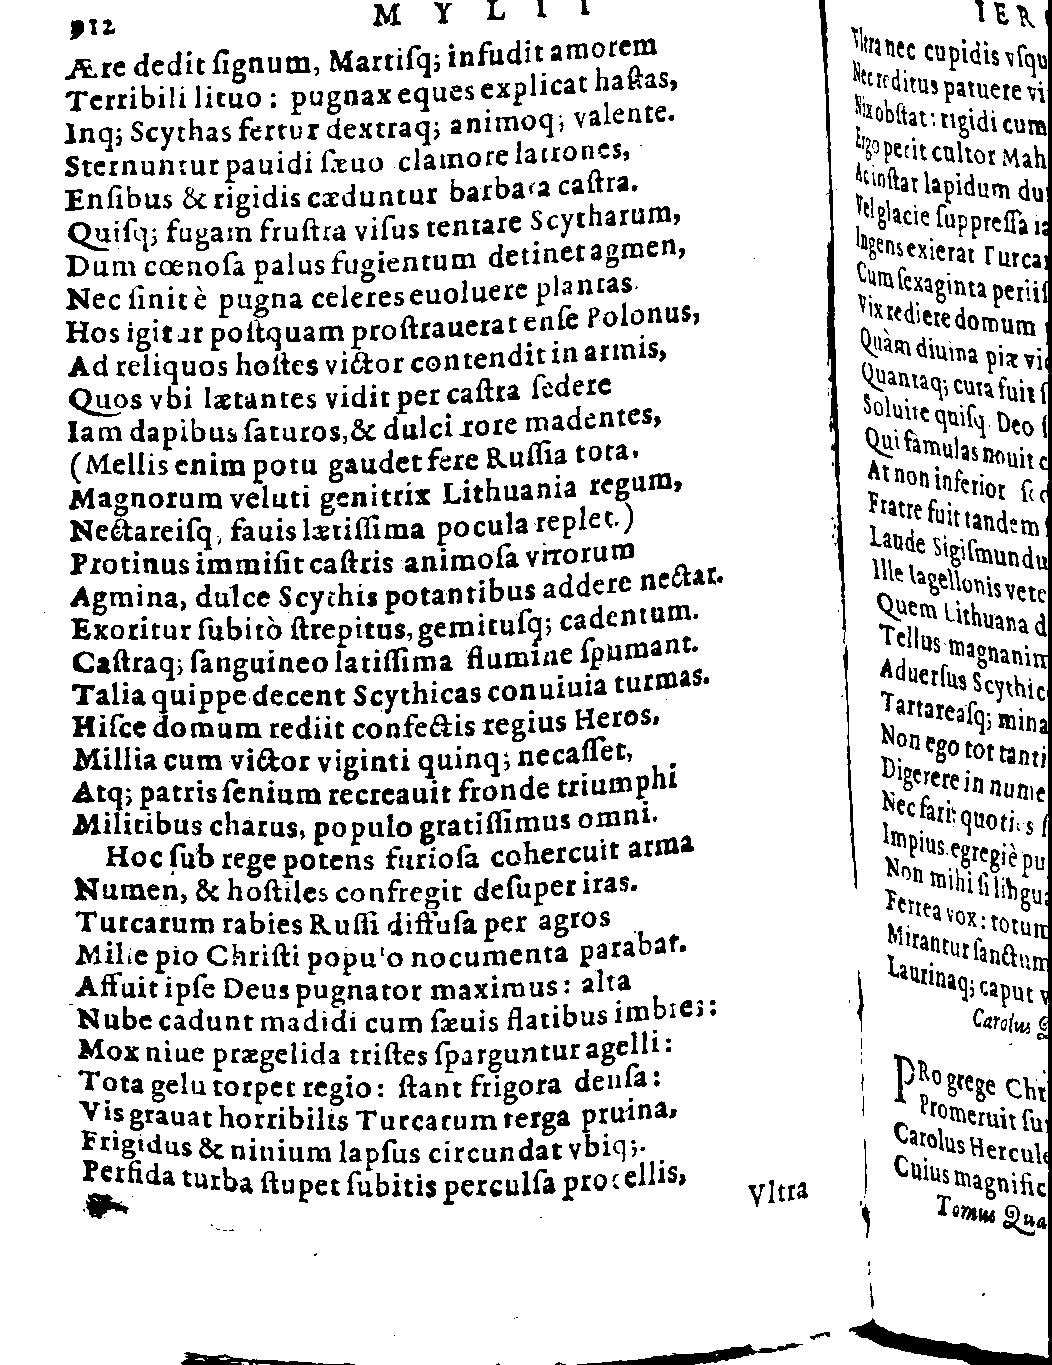 912 MYLII
Ære dedit ſignum, Martiſq; infudit amorem
Terribili lituo: pugnax eques explicat haſtas,
Inq; Scythas fertur dextraq; animoq; valente.
Sternuntur pauidi ſæuo clamore latrones,
Enſibus & rigidis cæduntur barbara caſtra.
Quiſq; fugam fruſtra viſus tentare Scytharum,
Dum cœnoſa palus fugientum detinet agmen,
Nec ſinit è pugna celeres euoluere plantas.
Hos igitur poſtquam proſtrauerat enſe Polonus,
Ad reliquos hoſtes victor contendit in armis,
Quos vbi lætantes vidit per caſtra ſedere
Iam dapibus ſaturos, & dulci rore madentes,
(Mellis enim potu gaudet fere Ruſſia tota,
Magnorum veluti genitrix Lithuania regum,
Nectareiſq, fauis lætiſſima pocula replet.)
Protinus immiſit caſtris animoſa virorum
Agmina, dulce Scythis potantibus addere nectar.
Exoritur ſubitò ſtrepitus, gemituſq; cadentum.
Caſtraq; ſanguineo latiſſima flumine ſpumant.
Talia quippe decent Scythicas conuiuia turmas.
Hiſce domum rediit confectis regius Heros,
Millia cum victor viginti quinq; necaſſet,
Atq; patris ſenium recreauit fronde triumphi
Militibus charus, populo gratiſſimus omni.
Hoc ſub rege potens furioſa cohercuit arma
Numen, & hoſtiles confregit deſuper iras.
Turcarum rabies Ruſſi diffuſa per agros
Mille pio Chriſti popu'o nocumenta parabat.
Affuit ipſe Deus pugnator maximus: alta
Nube cadunt madidi cum ſæuis flatibus imbres:
Mox niue prægelida triſtes ſparguntur agelli:
Tota gelu torpet regio: ſtant frigora denſa:
Vis grauat horribilis Turcarum terga pruina,
Frigidus & nimium lapſus circundat vbiq;.
Perfida turba ſtupet ſubitis perculſa procellis,
Vltra
IER
Vltra nec cupidis vſqu
Nec reditus patuere vi
Nix obſtat: rigidi cum
Ergo perit cultor Mah
At inſtar lapidum du
Vel glacie ſuppreſſa ia
Ingens exierat Turca
Cum ſexaginta periiſ
Vix rediere domum
Quàm diuina piæ vi
Quantaq; cura fuit ſ
Soluite quiſq. Deo
Qui famulas nouit c
At non inferior ſc
Fratre fuit tandem
Laude Sigiſmundu
Ille Iagellonis vete
Quem Lithuana d
Tellus magnanim
Aduerſus Scythic
Tartareaſq; mina
Non ego tot tanti
Digerere in nume
Nec fari: quoties ſ
Impius, egregiè pu
Non mihi ſi lingua
Ferrea vox: totum
Mirantur ſanctum
Laurinaq; caput v
Carolus
PRo grege Chr
Promeruit ſu
Carolus Hercule
Cuius magnific
Tomus Qua